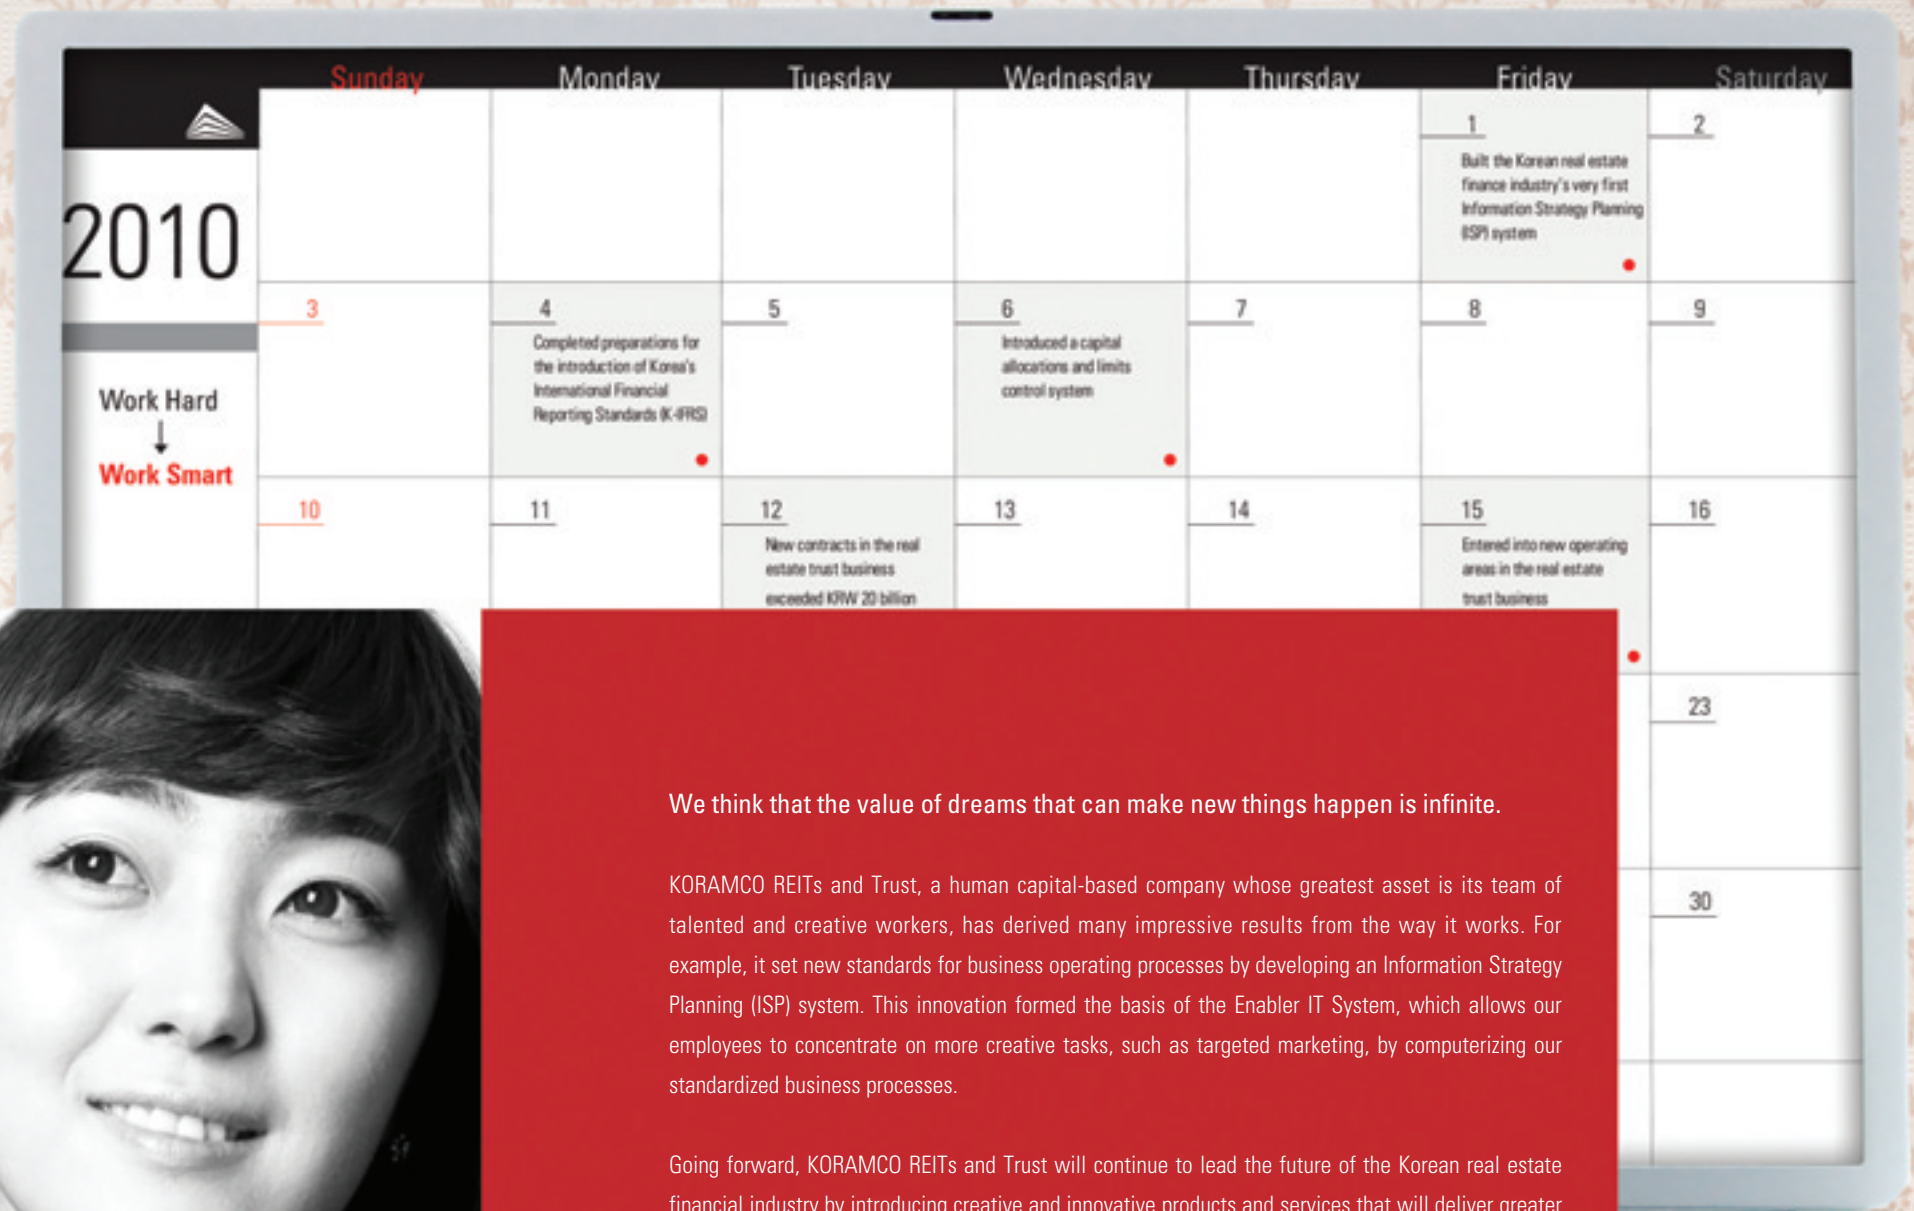 Sunday Monday Tuesday Wednesday Thursday Friday Saturday
2010
Work Hard
Work Smart
1 2
Built the Korean real estate
finance industry's very first
Information Strategy Planning
(ISP) system
3 4 5 6 7 8 9
Completed preparations for
the introduction of Korea's
International Financial
Reporting Standards (K-IFRS)
Introduced a capital
allocations and limits
control system
10 11 12 13 14 15 16
New contracts in the real
estate trust business
exceeded KRW 20 billion
Entered into new operating
areas in the real estate
trust business
23
30
We think that the value of dreams that can make new things happen is infinite.
KORAMCO REITs and Trust, a human capital-based company whose greatest asset is its team of
talented and creative workers, has derived many impressive results from the way it works. For
example, it set new standards for business operating processes by developing an Information Strategy
Planning (ISP) system. This innovation formed the basis of the Enabler IT System, which allows our
employees to concentrate on more creative tasks, such as targeted marketing, by computerizing our
standardized business processes.
Going forward, KORAMCO REITs and Trust will continue to lead the future of the Korean real estate
financial industry by introducing creative and innovative products and services that will deliver greater